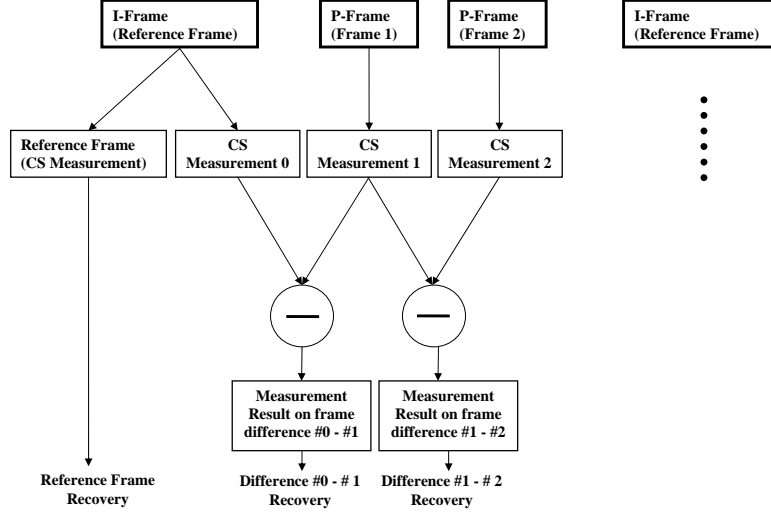 I-Frame
(Reference Frame)
P-Frame
(Frame 1)
P-Frame
(Frame 2)
I-Frame
(Reference Frame)
Reference Frame
(CS Measurement)
CS
Measurement 0
CS
Measurement 1
CS
Measurement 2
Measurement
Result on frame
difference #0 - #1
Measurement
Result on frame
difference #1 - #2
Reference Frame
Recovery
Difference #0 - # 1
Recovery
Difference #1 - # 2
Recovery